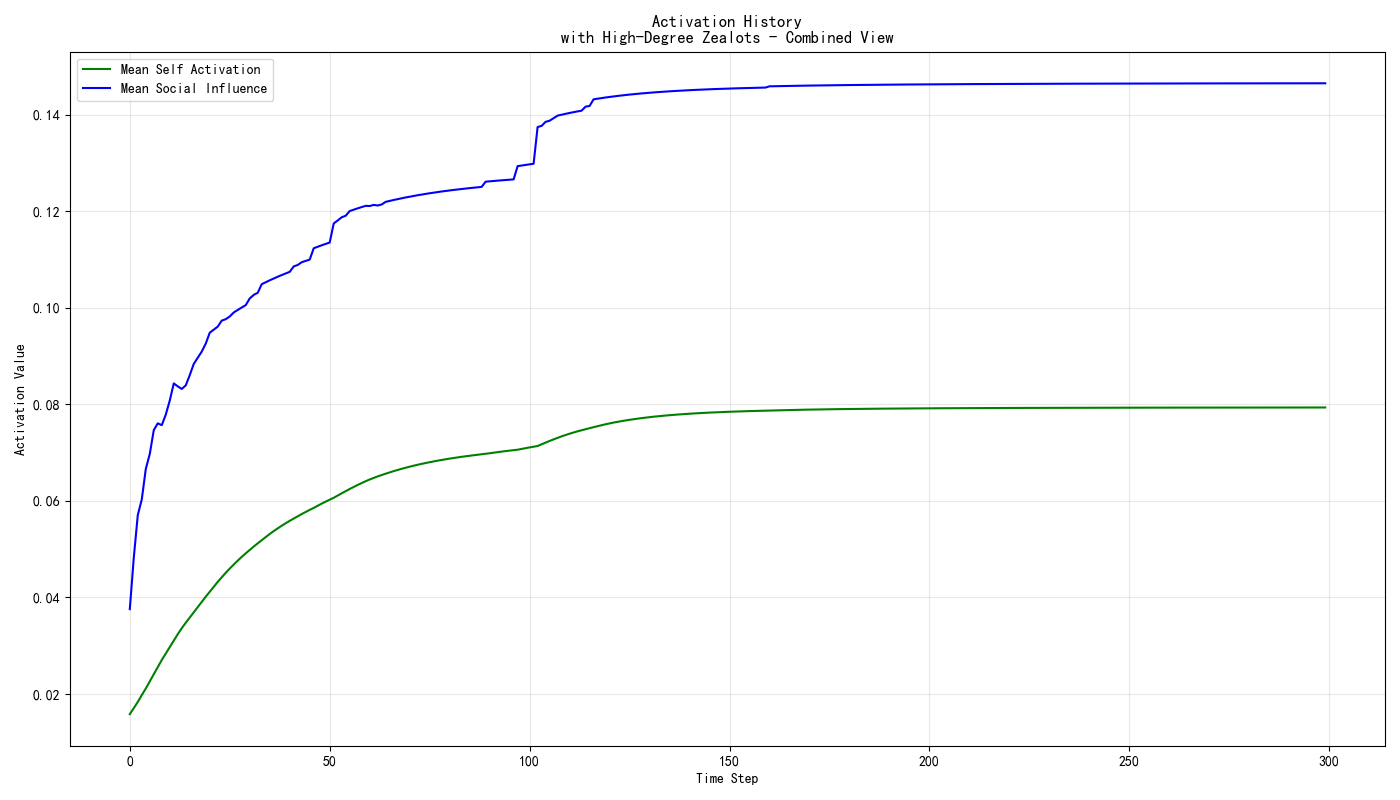 Activation History
with High-Degree Zealots - Combined View
Mean Self Activation
Mean Social Influence
Activation Value
0.14
0.12
0.10
0.08
0.06
0.04
0.02
0
50
100
150
200
250
300
Time Step